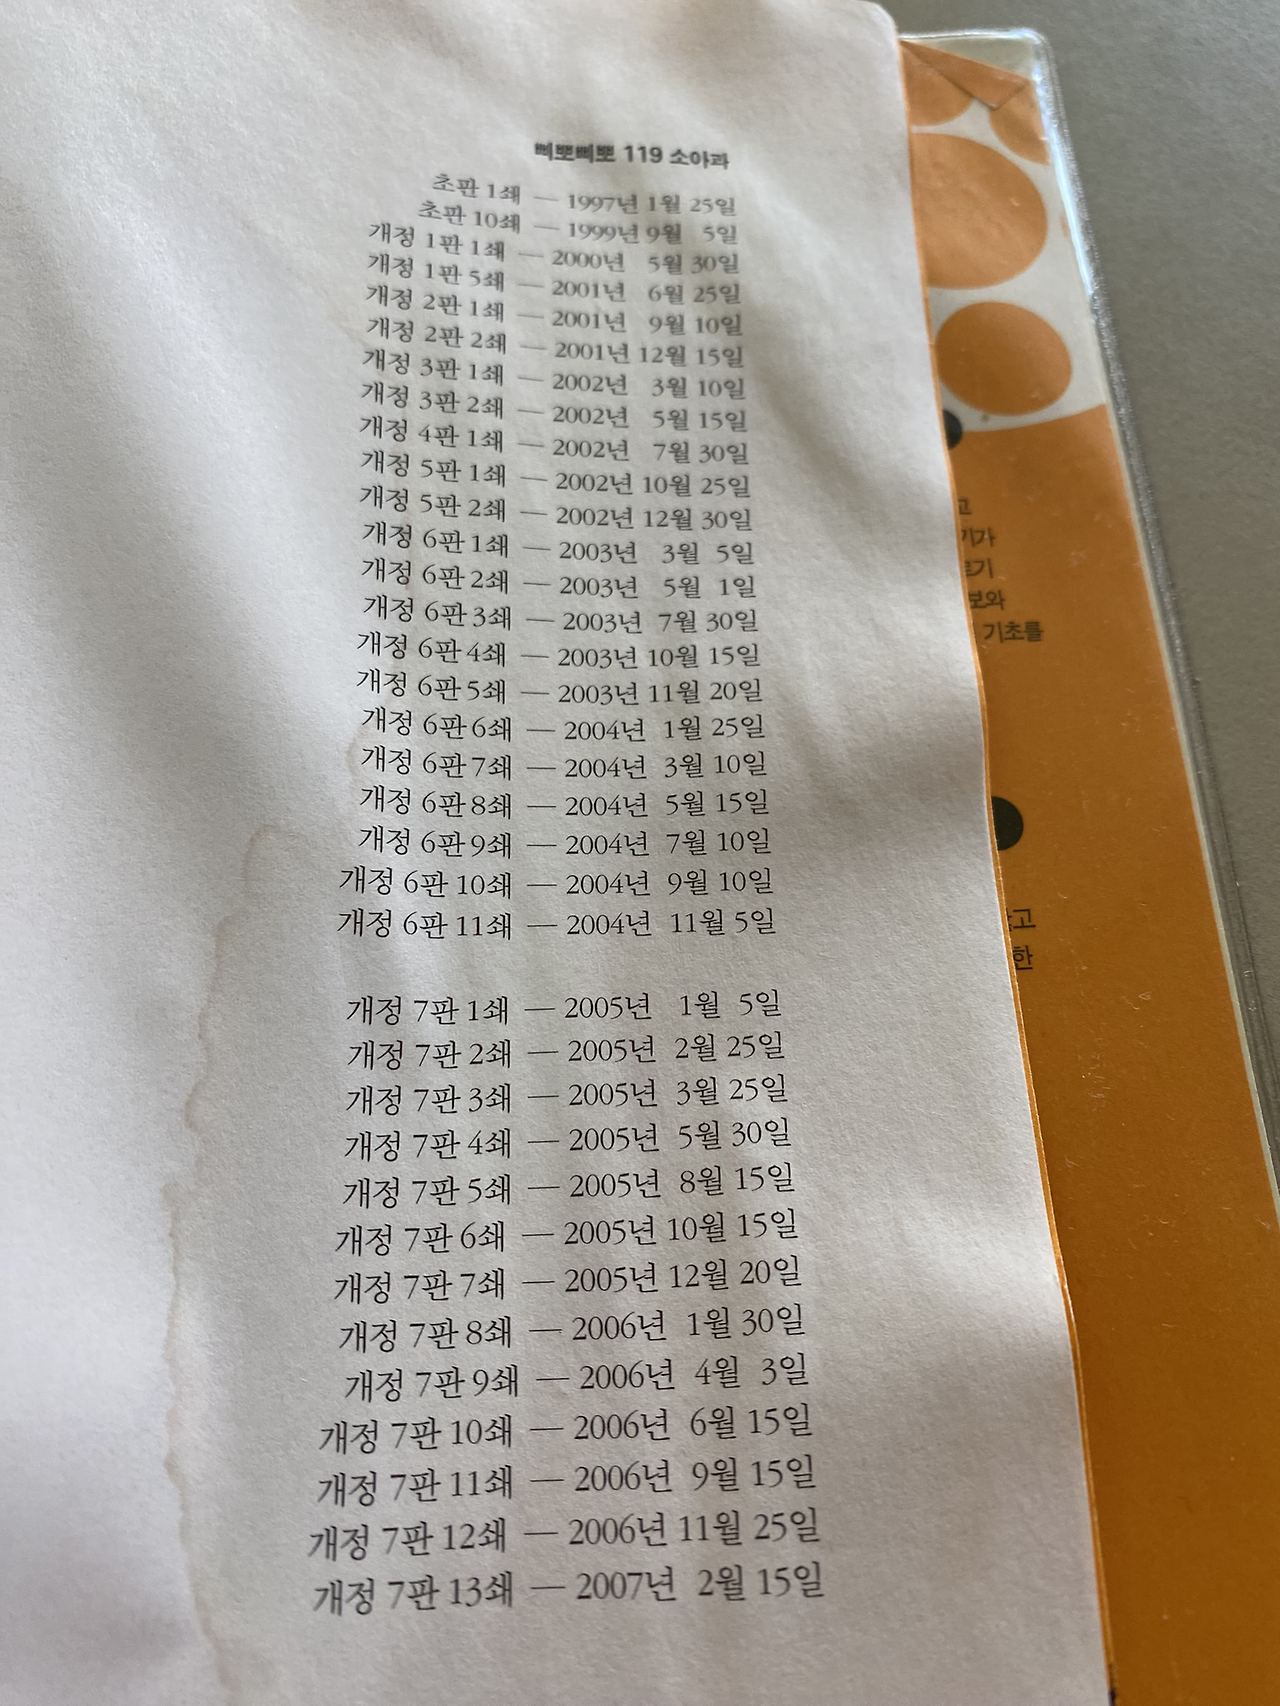 삐뽀삐뽀 119 소아과
초판 1쇄 — 1997년 1월 25일
초판 10쇄 — 1999년 9월 5일
개정 1판 1쇄 — 2000년 5월 30일
개정 1판 5쇄 — 2001년 6월 25일
개정 2판 1쇄 — 2001년 9월 10일
개정 2판 2쇄 — 2001년 12월 15일
개정 3판 1쇄 — 2002년 3월 10일
개정 3판 2쇄 — 2002년 5월 15일
개정 4판 1쇄 — 2002년 7월 30일
개정 5판 1쇄 — 2002년 10월 25일
개정 5판 2쇄 — 2002년 12월 30일
개정 6판 1쇄 — 2003년 3월 5일
개정 6판 2쇄 — 2003년 5월 1일
개정 6판 3쇄 — 2003년 7월 30일
개정 6판 4쇄 — 2003년 10월 15일
개정 6판 5쇄 — 2003년 11월 20일
개정 6판 6쇄 — 2004년 1월 25일
개정 6판 7쇄 — 2004년 3월 10일
개정 6판 8쇄 — 2004년 5월 15일
개정 6판 9쇄 — 2004년 7월 10일
개정 6판 10쇄 — 2004년 9월 10일
개정 6판 11쇄 — 2004년 11월 5일
개정 7판 1쇄 — 2005년 1월 5일
개정 7판 2쇄 — 2005년 2월 25일
개정 7판 3쇄 — 2005년 3월 25일
개정 7판 4쇄 — 2005년 5월 30일
개정 7판 5쇄 — 2005년 8월 15일
개정 7판 6쇄 — 2005년 10월 15일
개정 7판 7쇄 — 2005년 12월 20일
개정 7판 8쇄 — 2006년 1월 30일
개정 7판 9쇄 — 2006년 4월 3일
개정 7판 10쇄 — 2006년 6월 15일
개정 7판 11쇄 — 2006년 9월 15일
개정 7판 12쇄 — 2006년 11월 25일
개정 7판 13쇄 — 2007년 2월 15일
기초를